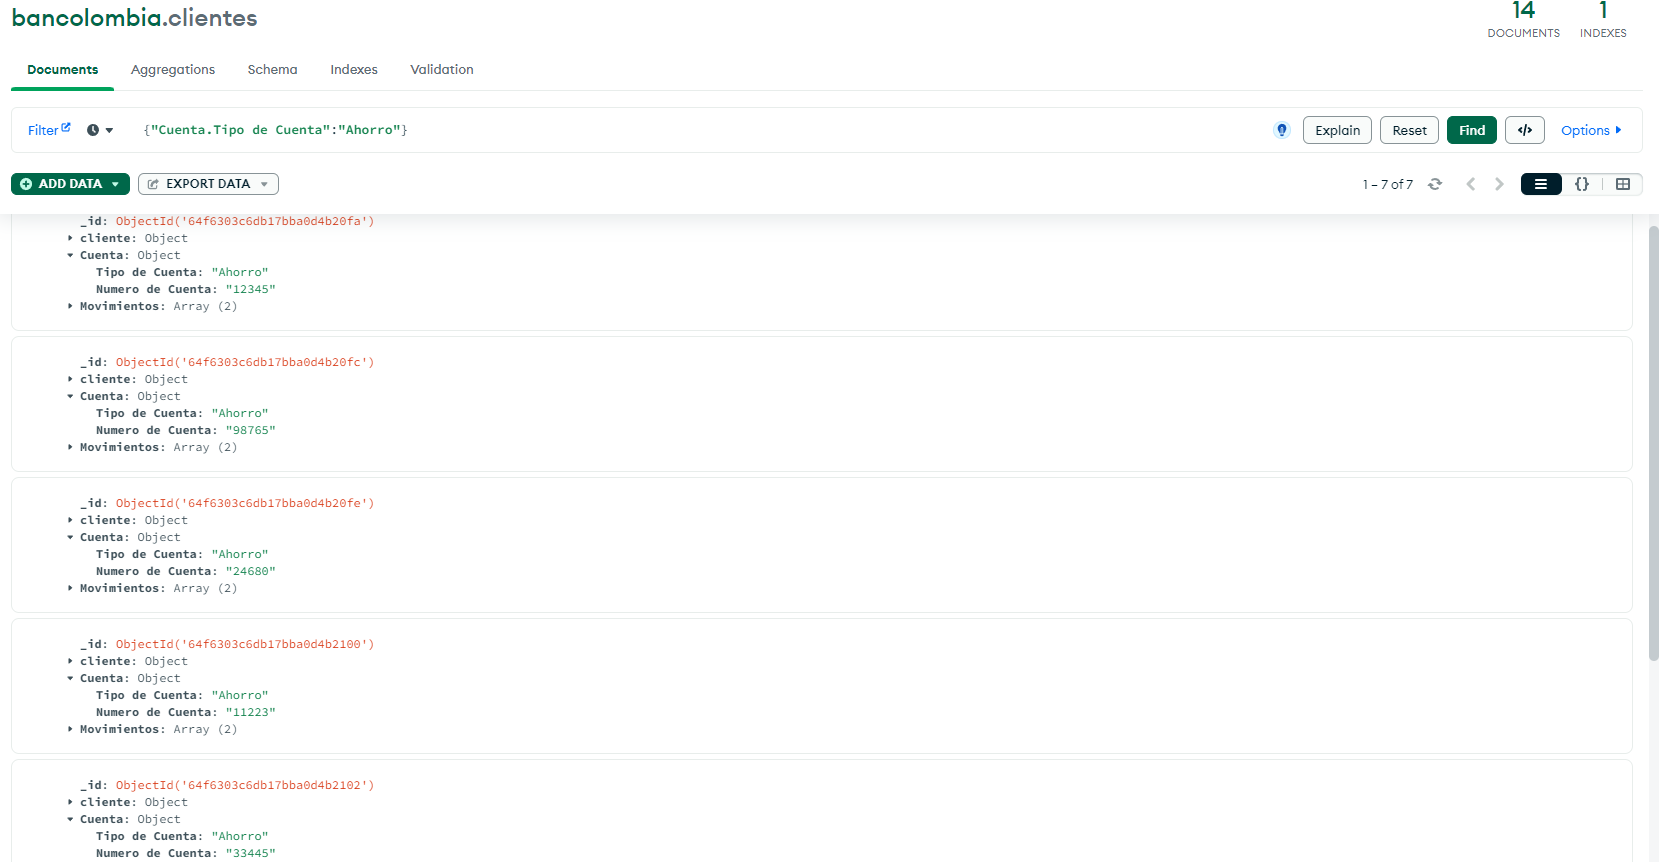 bancolombia.clientes
14
DOCUMENTS
1
INDEXES
Documents
Aggregations
Schema
Indexes
Validation
Filter
{"Cuenta.Tipo de Cuenta":"Ahorro"}
Explain
Reset
Find
</>
Options
ADD DATA
EXPORT DATA
1 – 7 of 7
{}
_id: ObjectId('64f6303c6db17bba0d4b20fa')
cliente: Object
Cuenta: Object
Tipo de Cuenta: "Ahorro"
Numero de Cuenta: "12345"
Movimientos: Array (2)
_id: ObjectId('64f6303c6db17bba0d4b20fc')
cliente: Object
Cuenta: Object
Tipo de Cuenta: "Ahorro"
Numero de Cuenta: "98765"
Movimientos: Array (2)
_id: ObjectId('64f6303c6db17bba0d4b20fe')
cliente: Object
Cuenta: Object
Tipo de Cuenta: "Ahorro"
Numero de Cuenta: "24680"
Movimientos: Array (2)
_id: ObjectId('64f6303c6db17bba0d4b2100')
cliente: Object
Cuenta: Object
Tipo de Cuenta: "Ahorro"
Numero de Cuenta: "11223"
Movimientos: Array (2)
_id: ObjectId('64f6303c6db17bba0d4b2102')
cliente: Object
Cuenta: Object
Tipo de Cuenta: "Ahorro"
Numero de Cuenta: "33445"